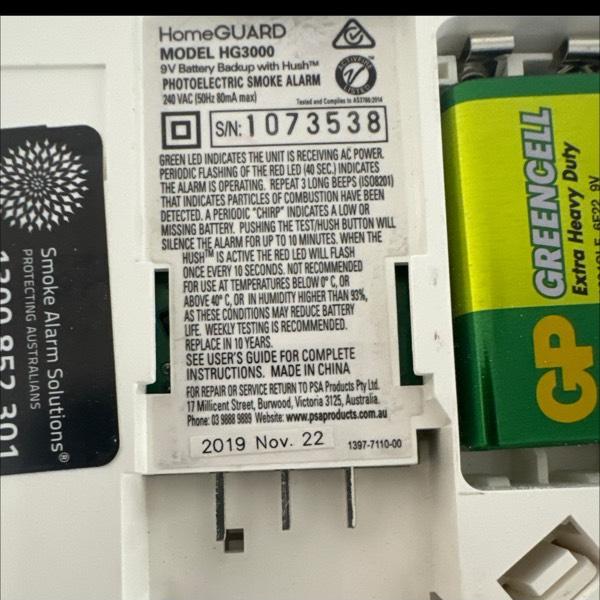 HomeGUARD
MODEL HG3000
9V Battery Backup with Hush™
PHOTOELECTRIC SMOKE ALARM
240 VAC (50Hz 80mA max)
Tested and Complies to AS3786:2014
ACTIVFIRE
LISTED
S/N: 1073538
GREEN LED INDICATES THE UNIT IS RECEIVING AC POWER.
PERIODIC FLASHING OF THE RED LED (40 SEC.) INDICATES
THE ALARM IS OPERATING. REPEAT 3 LONG BEEPS (ISO8201)
THAT INDICATES PARTICLES OF COMBUSTION HAVE BEEN
DETECTED. A PERIODIC "CHIRP" INDICATES A LOW OR
MISSING BATTERY. PUSHING THE TEST/HUSH BUTTON WILL
SILENCE THE ALARM FOR UP TO 10 MINUTES. WHEN THE
HUSH™ IS ACTIVE THE RED LED WILL FLASH
ONCE EVERY 10 SECONDS. NOT RECOMMENDED
FOR USE AT TEMPERATURES BELOW 0° C, OR
ABOVE 40° C, OR IN HUMIDITY HIGHER THAN 93%,
AS THESE CONDITIONS MAY REDUCE BATTERY
LIFE. WEEKLY TESTING IS RECOMMENDED.
REPLACE IN 10 YEARS.
SEE USER'S GUIDE FOR COMPLETE
INSTRUCTIONS. MADE IN CHINA
FOR REPAIR OR SERVICE RETURN TO PSA Products Pty Ltd.
17 Millicent Street, Burwood, Victoria 3125, Australia.
Phone: 03 9888 9889 Website: www.psaproducts.com.au
2019 Nov. 22
1397-7110-00
Smoke Alarm Solutions®
PROTECTING AUSTRALIANS
1300 852 301
GP GREENCELL
Extra Heavy Duty
6F22 9V